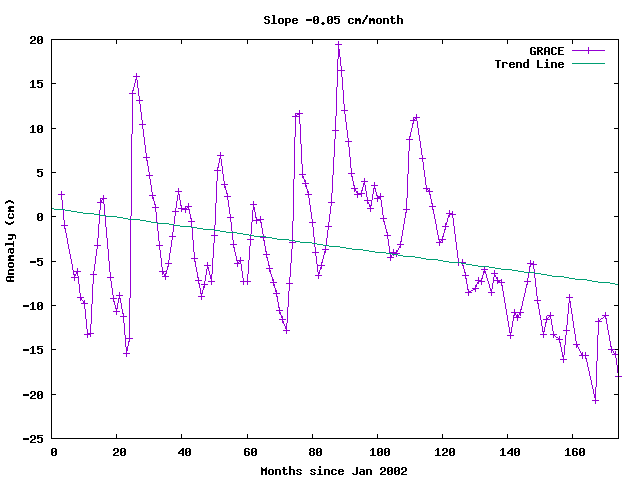 Slope -0.05 cm/month
GRACE
Trend Line
20
15
10
5
0
-5
-10
-15
-20
-25
Anomaly (cm)
0 20 40 60 80 100 120 140 160
Months since Jan 2002